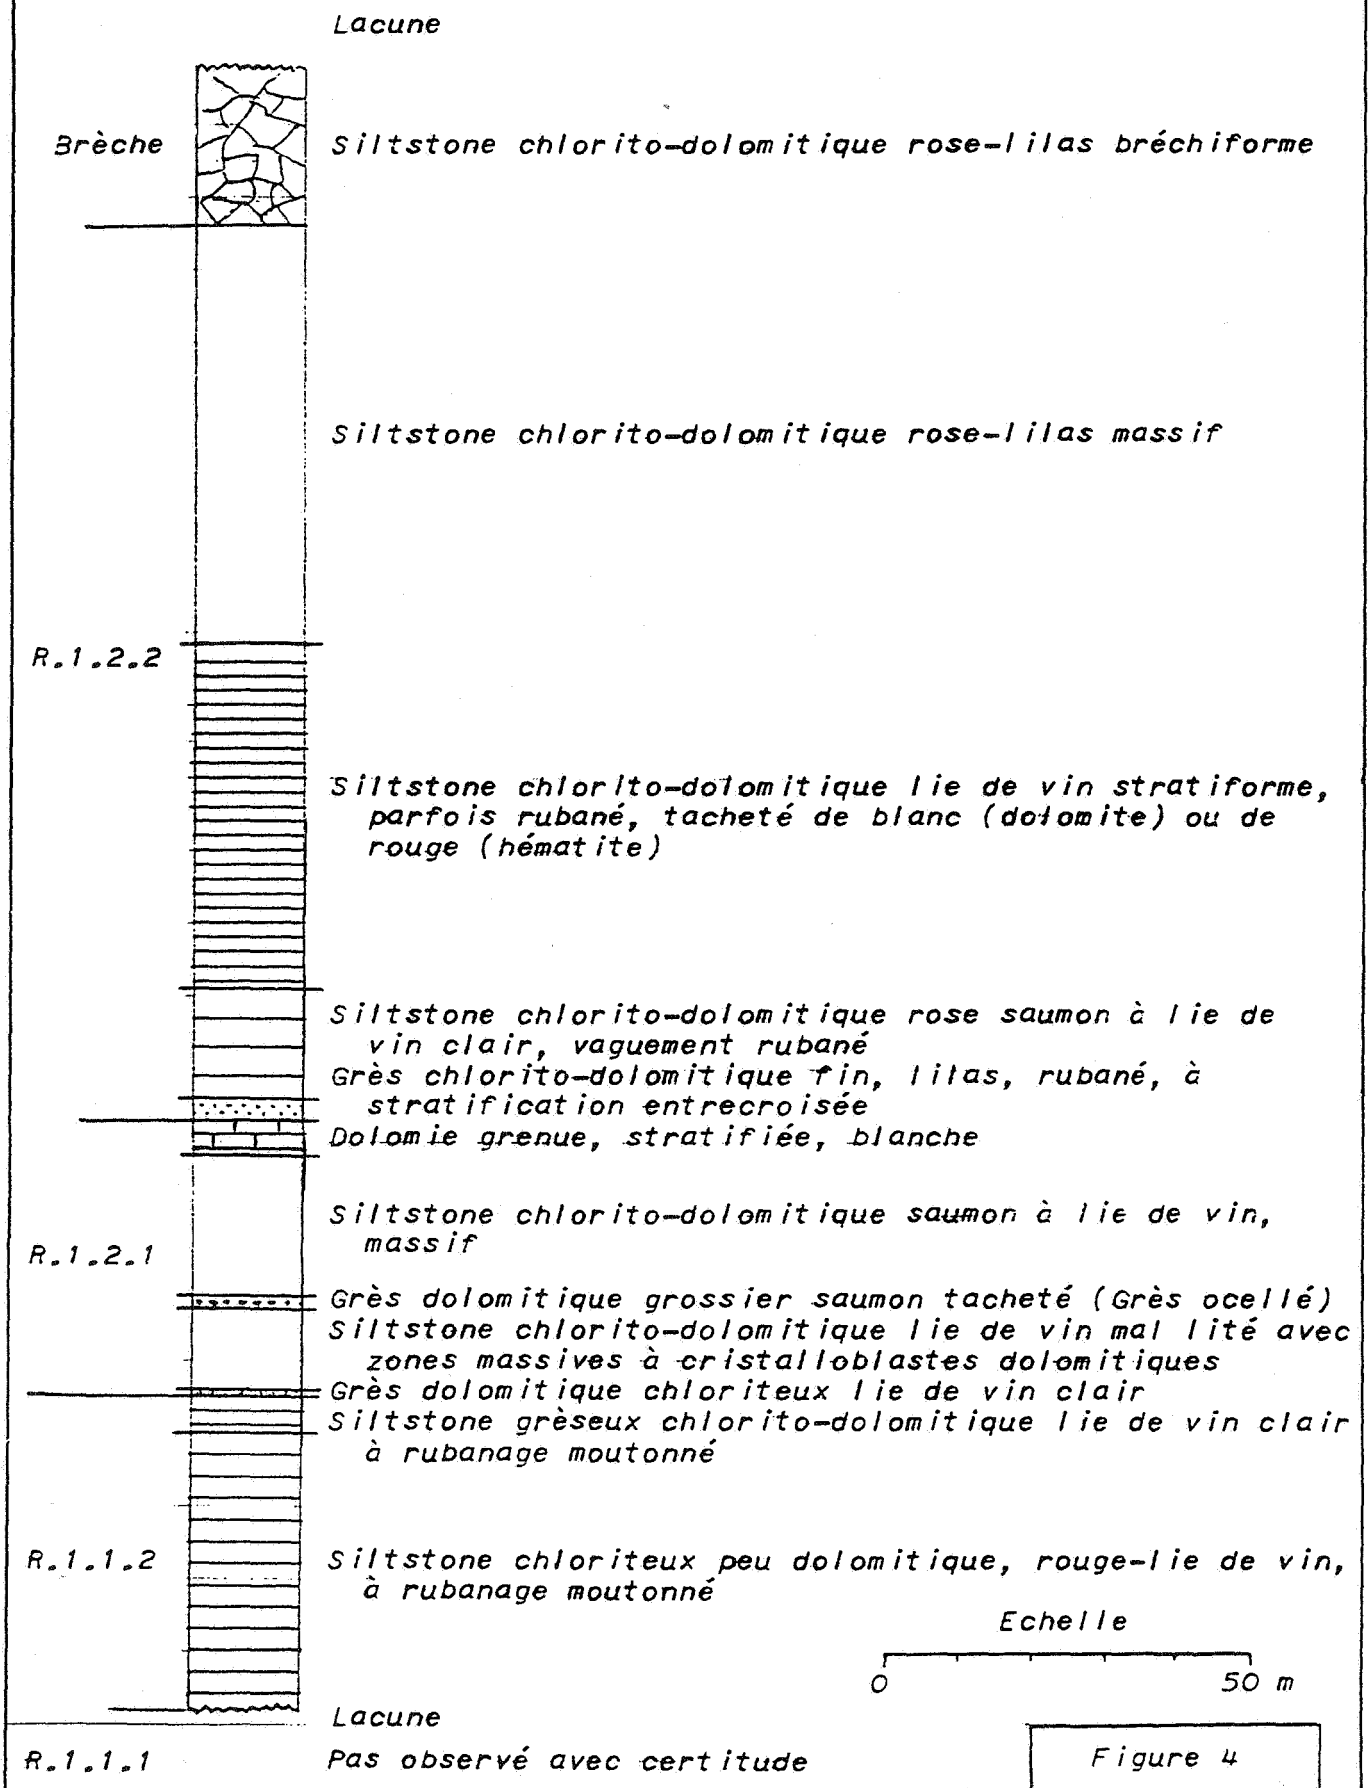 Lacune
Brèche
Siltstone chlorito-dolomitique rose-lilas bréchiforme
Siltstone chlorito-dolomitique rose-lilas massif
R.1.2.2
Siltstone chlorito-dolomitique lie de vin stratiforme,
parfois rubané, tacheté de blanc (dolomite) ou de
rouge (hématite)
Siltstone chlorito-dolomitique rose saumon à lie de
vin clair, vaguement rubané
Grès chlorito-dolomitique fin, lilas, rubané, à
stratification entrecroisée
Dolomie grenue, stratifiée, blanche
Siltstone chlorito-dolomitique saumon à lie de vin,
massif
R.1.2.1
Grès dolomitique grossier saumon tacheté (Grès ocellé)
Siltstone chlorito-dolomitique lie de vin mal lité avec
zones massives à cristalloblastes dolomitiques
Grès dolomitique chloriteux lie de vin clair
Siltstone grèseux chlorito-dolomitique lie de vin clair
à rubanage moutonné
R.1.1.2
Siltstone chloriteux peu dolomitique, rouge-lie de vin,
à rubanage moutonné
Echelle
0 50 m
Lacune
R.1.1.1
Pas observé avec certitude
Figure 4